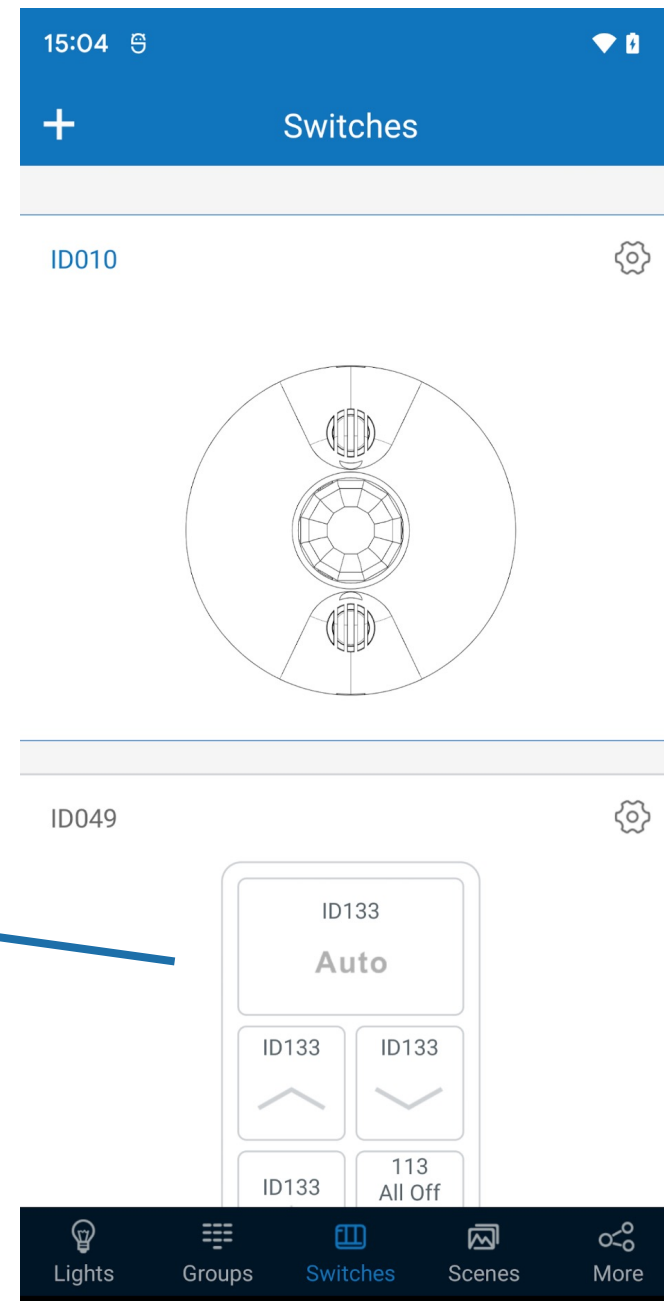 15:04
Switches
ID010
ID049
ID133
Auto
ID133 ID133
ID133 113
All Off
Lights Groups Switches Scenes More